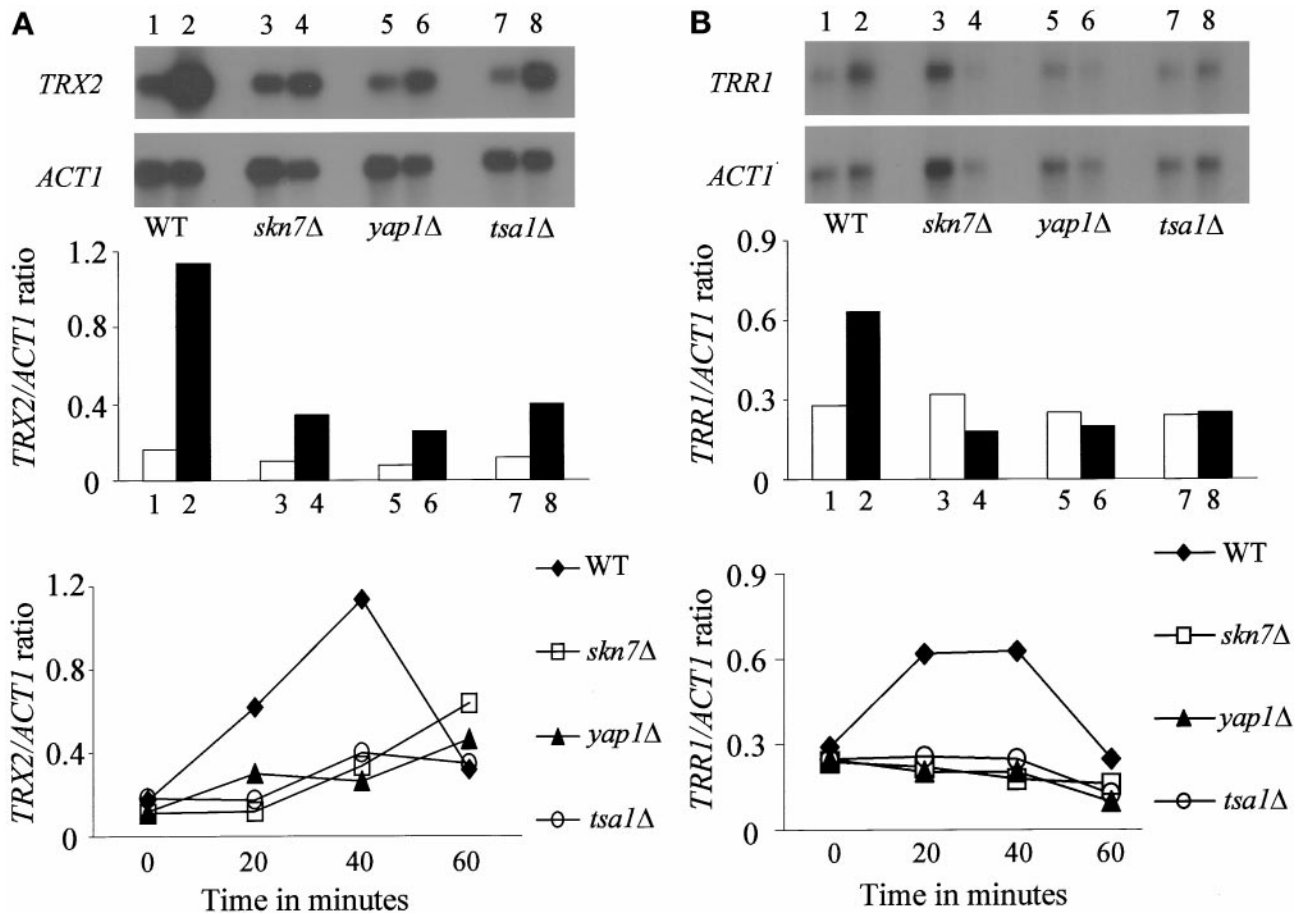 A
1 2 3 4 5 6 7 8
TRX2
ACT1
WT skn7Δ yap1Δ tsa1Δ
TRX2/ACT1 ratio
1.2
0.8
0.4
0
1 2 3 4 5 6 7 8
TRX2/ACT1 ratio
1.2
0.8
0.4
0
0 20 40 60
Time in minutes
WT
skn7Δ
yap1Δ
tsa1Δ
B
1 2 3 4 5 6 7 8
TRR1
ACT1
WT skn7Δ yap1Δ tsa1Δ
TRR1/ACT1 ratio
0.9
0.6
0.3
0
1 2 3 4 5 6 7 8
TRR1/ACT1 ratio
0.9
0.6
0.3
0
0 20 40 60
Time in minutes
WT
skn7Δ
yap1Δ
tsa1Δ